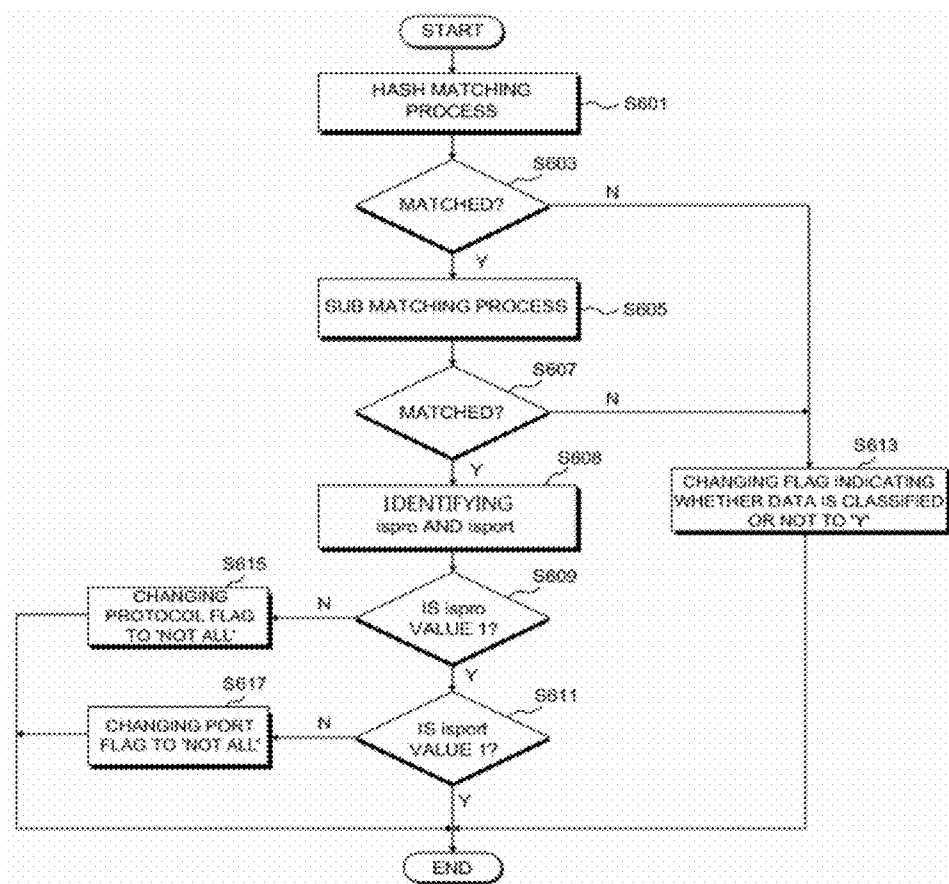 START
HASH MATCHING
PROCESS
S601
S603
MATCHED?
N
Y
SUB MATCHING PROCESS
S605
S607
MATCHED?
N
Y
S608
S613
IDENTIFYING
ispro AND isport
CHANGING FLAG INDICATING
WHETHER DATA IS CLASSIFIED
OR NOT TO 'Y'
S615
S609
CHANGING
PROTOCOL FLAG
TO 'NOT ALL'
N
IS ispro
VALUE 1?
Y
S617
S611
CHANGING PORT
FLAG TO 'NOT ALL'
N
IS isport
VALUE 1?
Y
END